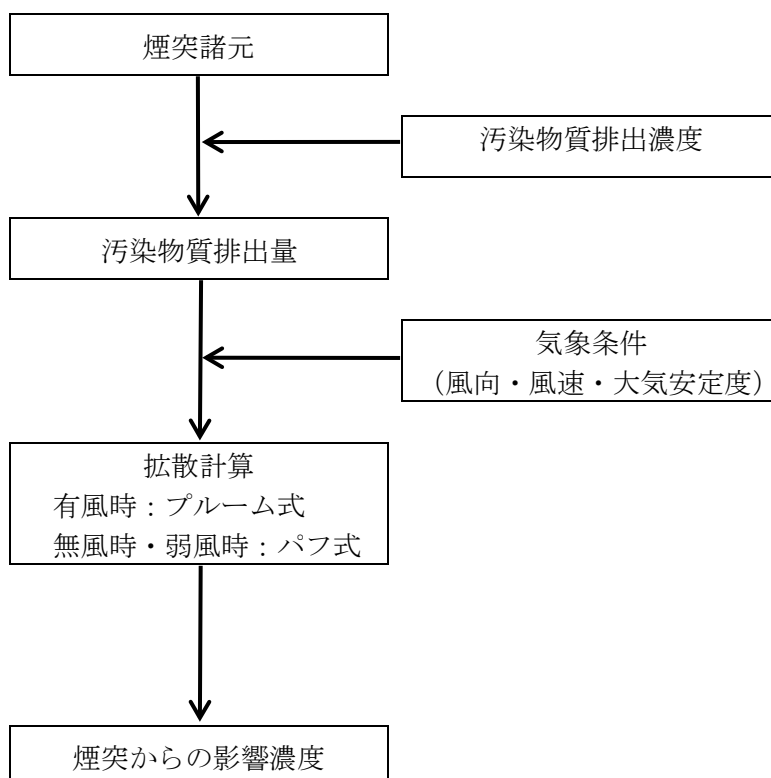 煙突諸元
汚染物質排出濃度
汚染物質排出量
気象条件
（風向・風速・大気安定度）
拡散計算
有風時：プルーム式
無風時・弱風時：パフ式
煙突からの影響濃度